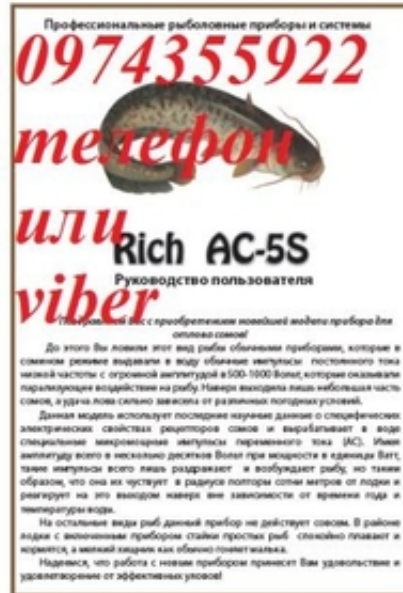 Профессиональные рыболовные приборы и системы
0974355922
телефон
или
Rich AC-5S
Руководство пользователя
viber
Вас с приобретением новейшей модели прибора для
отлова сомов!
До этого Вы ловили этот вид рыбы обычными приборами, которые в
сомином режиме выдавали в воду обычные импульсы постоянного тока
низкой частоты с огромной амплитудой в 500-1000 Вольт, которые оказывали
парализующее воздействие на рыбу. Наверх выходила лишь небольшая часть
сомов, а удача лова сильно зависела от различных погодных условий.
Данная модель использует последние научные данные о специфических
электрических свойствах рецепторов сомов и вырабатывает в воде
специальные микромощные импульсы переменного тока (AC). Имея
амплитуду всего в несколько десятков Вольт при мощности в единицы Ватт,
такие импульсы всего лишь раздражают и возбуждают рыбу, но таким
образом, что она их чувствует в радиусе полторы сотни метров от лодки и
реагирует на это выходом наверх вне зависимости от времени года и
температуры воды.
На остальные виды рыб данный прибор не действует совсем. В районе
лодки с включенным прибором стайки простых рыб спокойно плавают и
кормятся, а мелкий хищник как обычно гоняет малька.
Надеемся, что работа с новым прибором принесет Вам удовольствие и
удовлетворение от эффективных уловов!